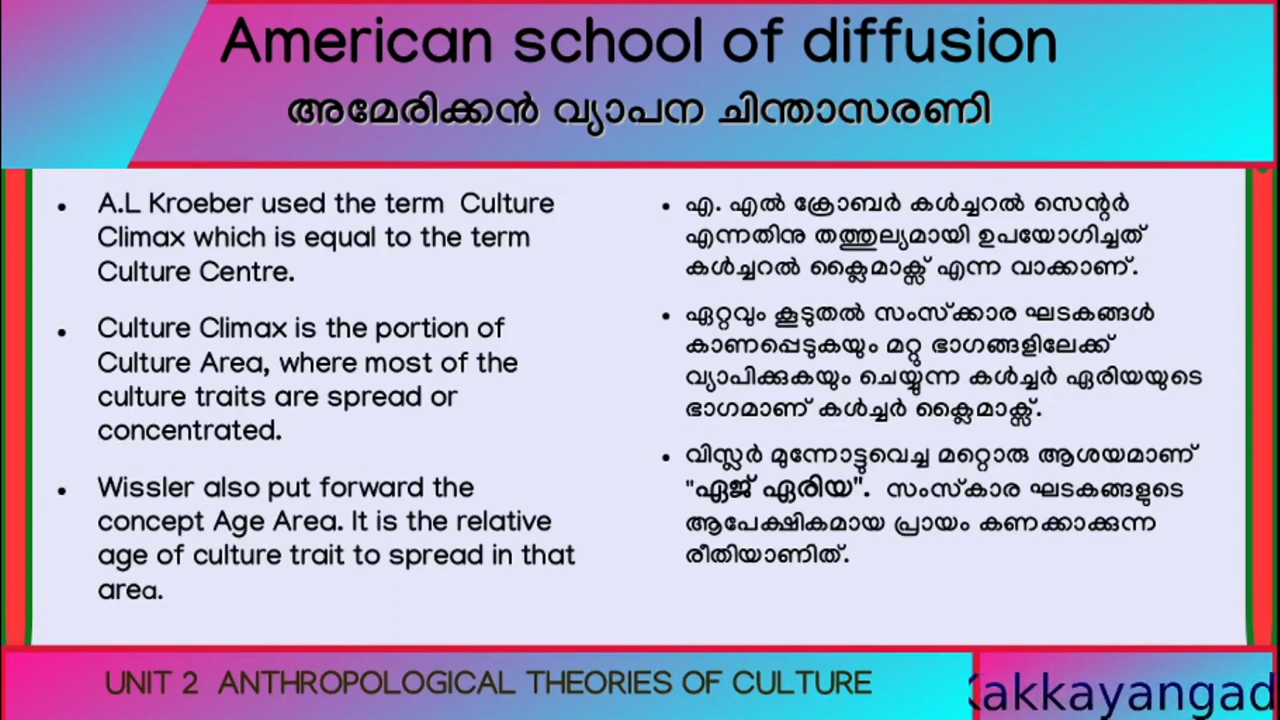 American school of diffusion
അമേരിക്കൻ വ്യാപന ചിന്താസരണി
• A.L Kroeber used the term Culture
Climax which is equal to the term
Culture Centre.
• Culture Climax is the portion of
Culture Area, where most of the
culture traits are spread or
concentrated.
• Wissler also put forward the
concept Age Area. It is the relative
age of culture trait to spread in that
area.
• എ. എൽ ക്രോബർ കൾച്ചറൽ സെന്റർ
എന്നതിനു തത്തുല്യമായി ഉപയോഗിച്ചത്
കൾച്ചറൽ ക്ലൈമാക്സ് എന്ന വാക്കാണ്.
• ഏറ്റവും കൂടുതൽ സംസ്ക്കാര ഘടകങ്ങൾ
കാണപ്പെടുകയും മറ്റു ഭാഗങ്ങളിലേക്ക്
വ്യാപിക്കുകയും ചെയ്യുന്ന കൾച്ചർ ഏരിയയുടെ
ഭാഗമാണ് കൾച്ചർ ക്ലൈമാക്സ്.
• വിസ്ലർ മുന്നോട്ടുവെച്ച മറ്റൊരു ആശയമാണ്
"ഏജ് ഏരിയ". സംസ്കാര ഘടകങ്ങളുടെ
ആപേക്ഷികമായ പ്രായം കണക്കാക്കുന്ന
രീതിയാണിത്.
UNIT 2 ANTHROPOLOGICAL THEORIES OF CULTURE